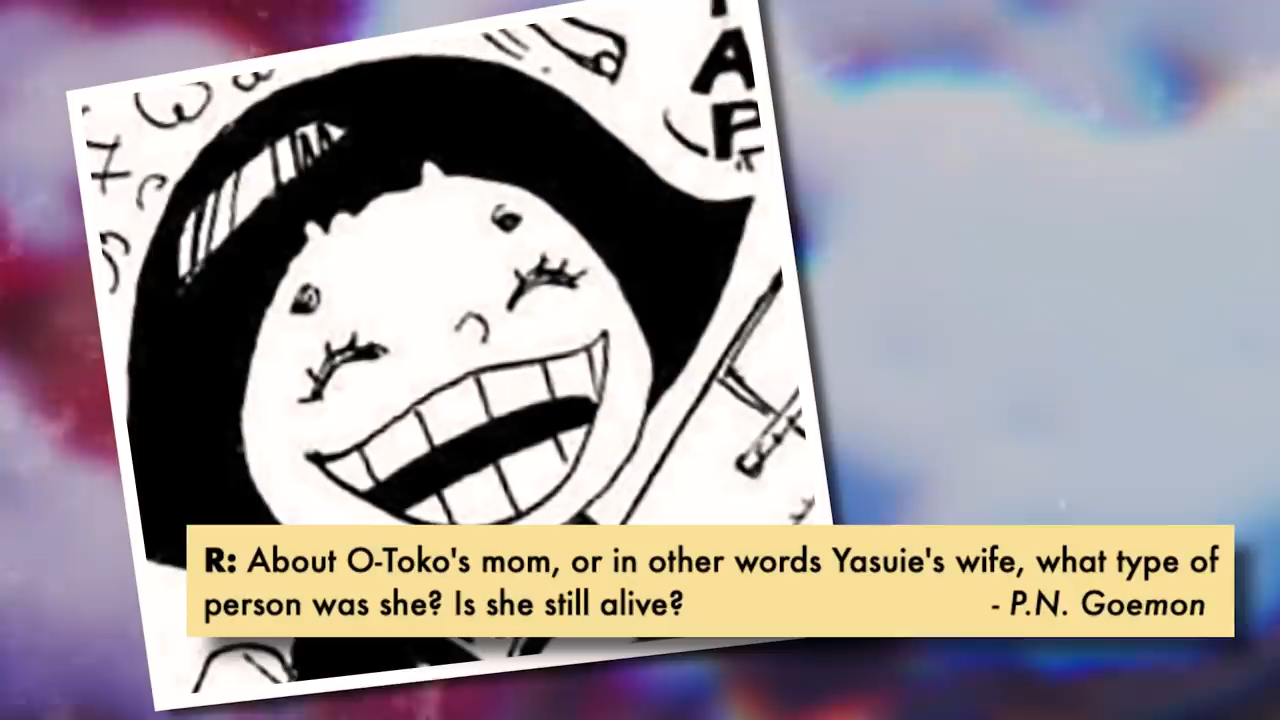 AP
R: About O-Toko's mom, or in other words Yasuie's wife, what type of
person was she? Is she still alive? - P.N. Goemon